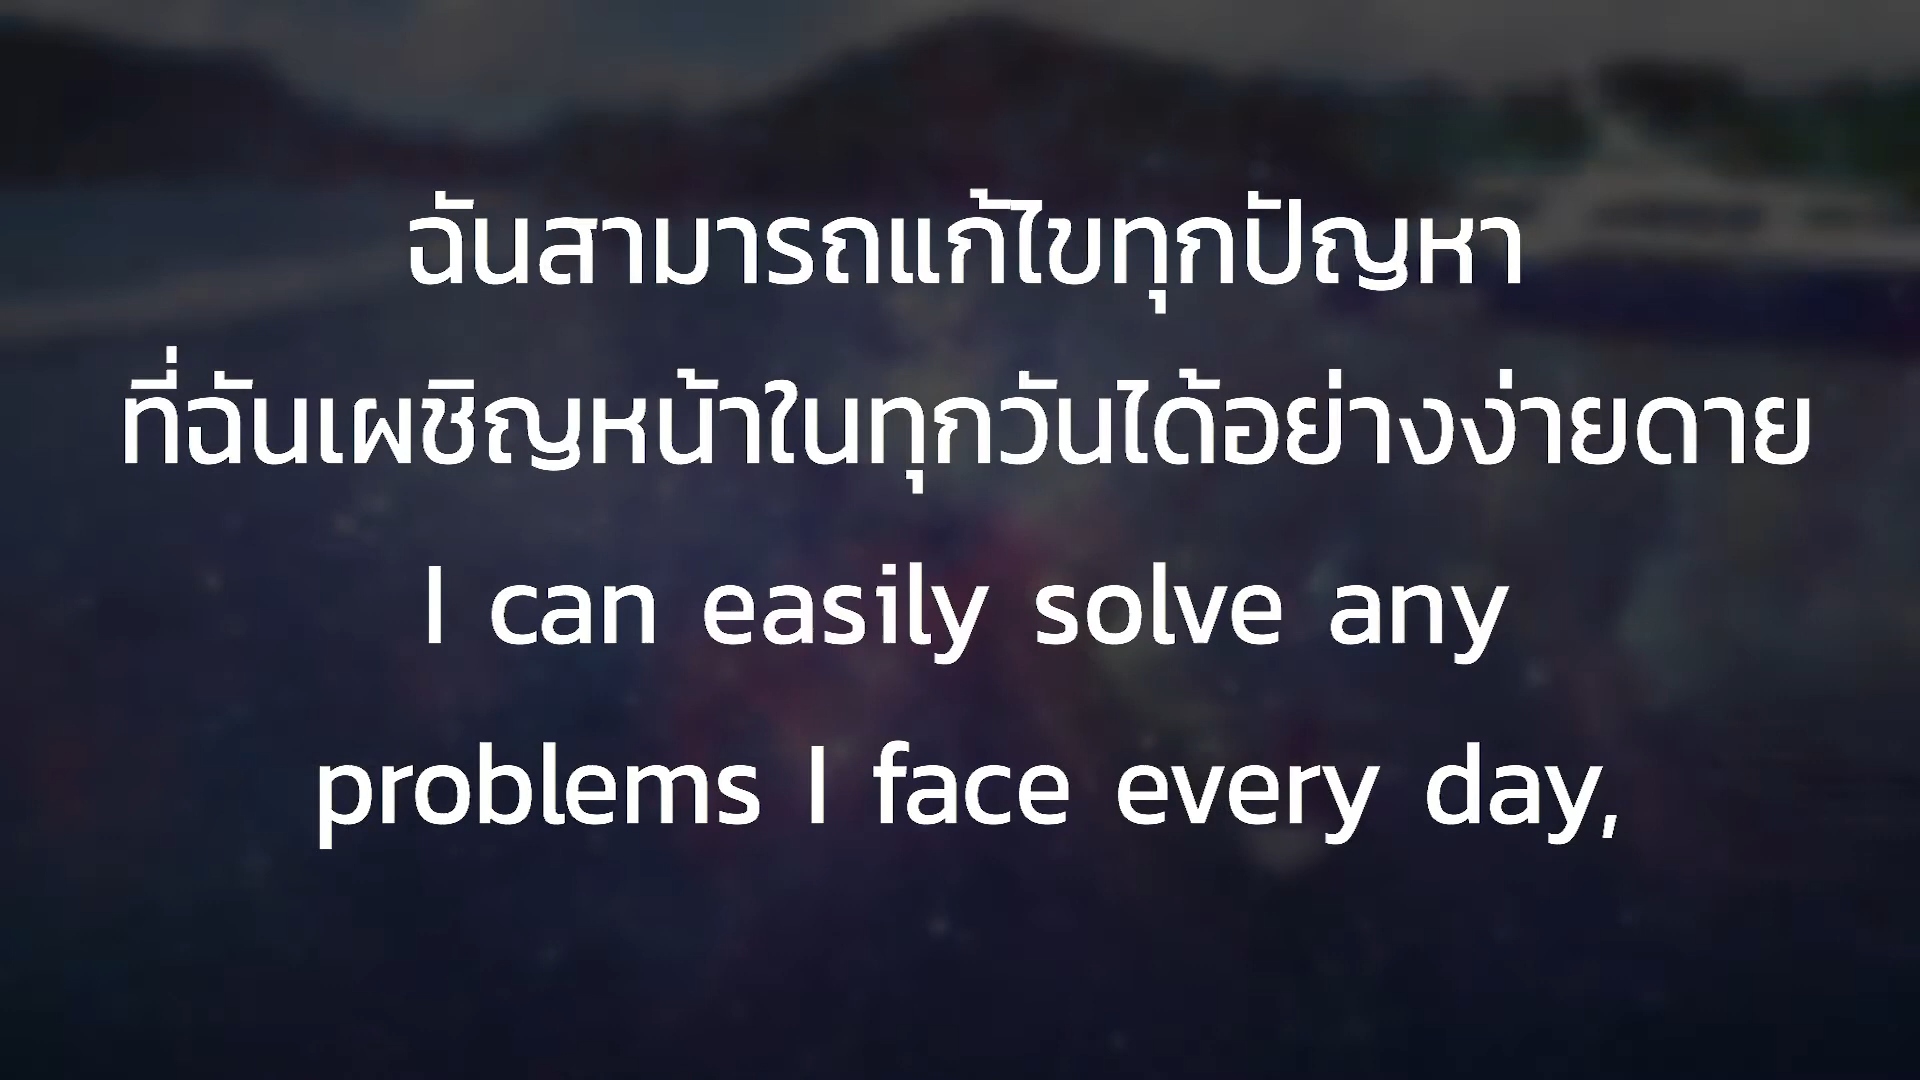 ฉันสามารถแก้ไขทุกปัญหา
ที่ฉันเผชิญหน้าในทุกวันได้อย่างง่ายดาย
I can easily solve any
problems I face every day,